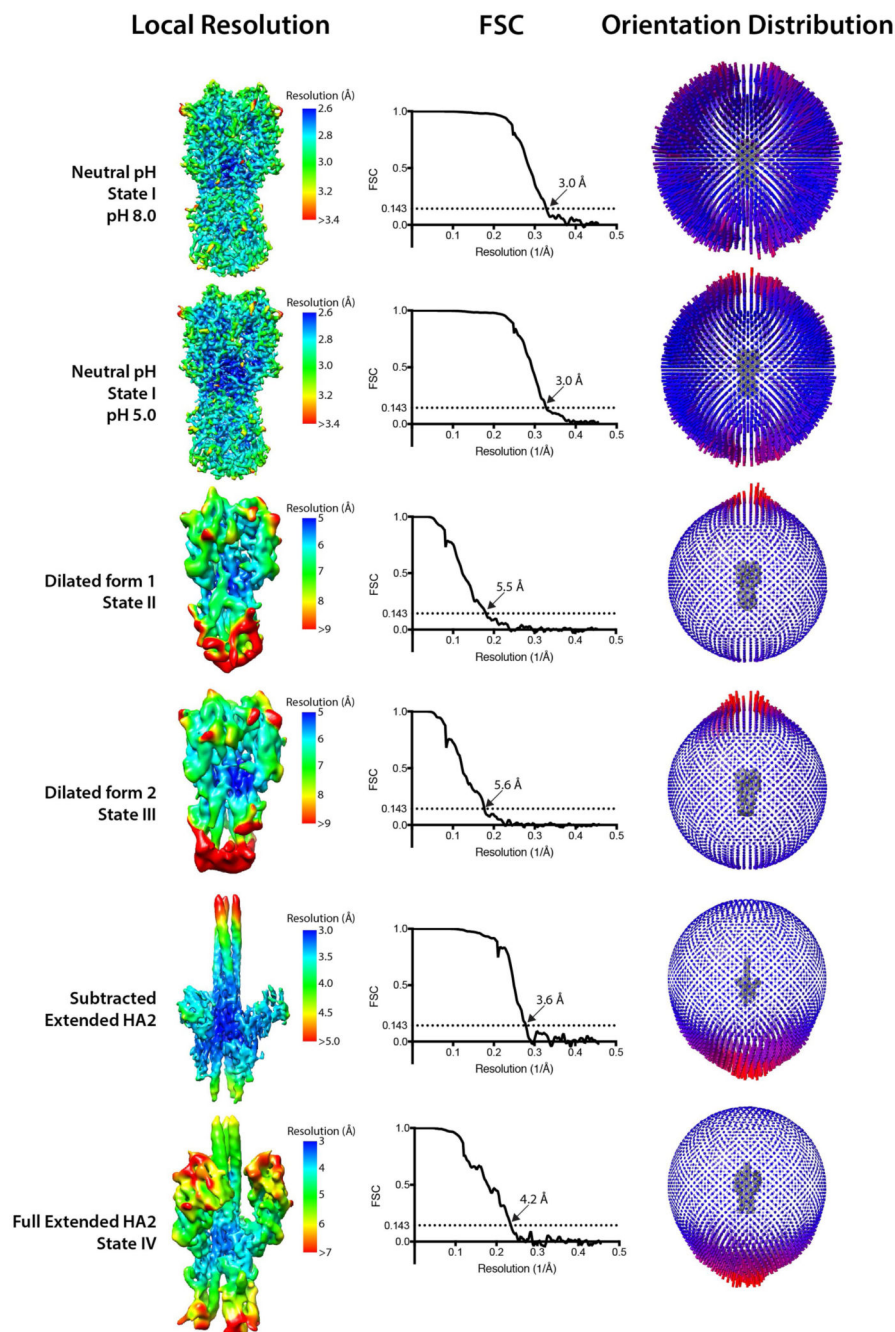 Local Resolution
FSC
Orientation Distribution
Neutral pH
State I
pH 8.0
Resolution (Å)
2.6
2.8
3.0
3.2
>3.4
FSC
1.0
0.5
0.143
0.0
3.0 Å
0.1
0.2
0.3
0.4
0.5
Resolution (1/Å)
Neutral pH
State I
pH 5.0
Resolution (Å)
2.6
2.8
3.0
3.2
>3.4
FSC
1.0
0.5
0.143
0.0
3.0 Å
0.1
0.2
0.3
0.4
0.5
Resolution (1/Å)
Dilated form 1
State II
Resolution (Å)
5
6
7
8
>9
FSC
1.0
0.5
0.143
0.0
5.5 Å
0.1
0.2
0.3
0.4
0.5
Resolution (1/Å)
Dilated form 2
State III
Resolution (Å)
5
6
7
8
>9
FSC
1.0
0.5
0.143
0.0
5.6 Å
0.1
0.2
0.3
0.4
0.5
Resolution (1/Å)
Subtracted
Extended HA2
Resolution (Å)
3.0
3.5
4.0
4.5
>5.0
FSC
1.0
0.5
0.143
0.0
3.6 Å
0.1
0.2
0.3
0.4
0.5
Resolution (1/Å)
Full Extended HA2
State IV
Resolution (Å)
3
4
5
6
>7
FSC
1.0
0.5
0.143
0.0
4.2 Å
0.1
0.2
0.3
0.4
0.5
Resolution (1/Å)